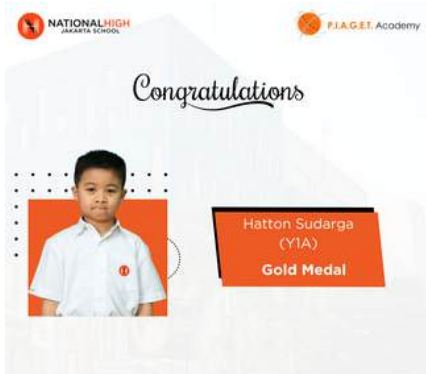 NATIONALHIGH
JAKARTA SCHOOL
P.I.A.G.E.T. Academy
Congratulations
Hatton Sudarga
(Y1A)
Gold Medal